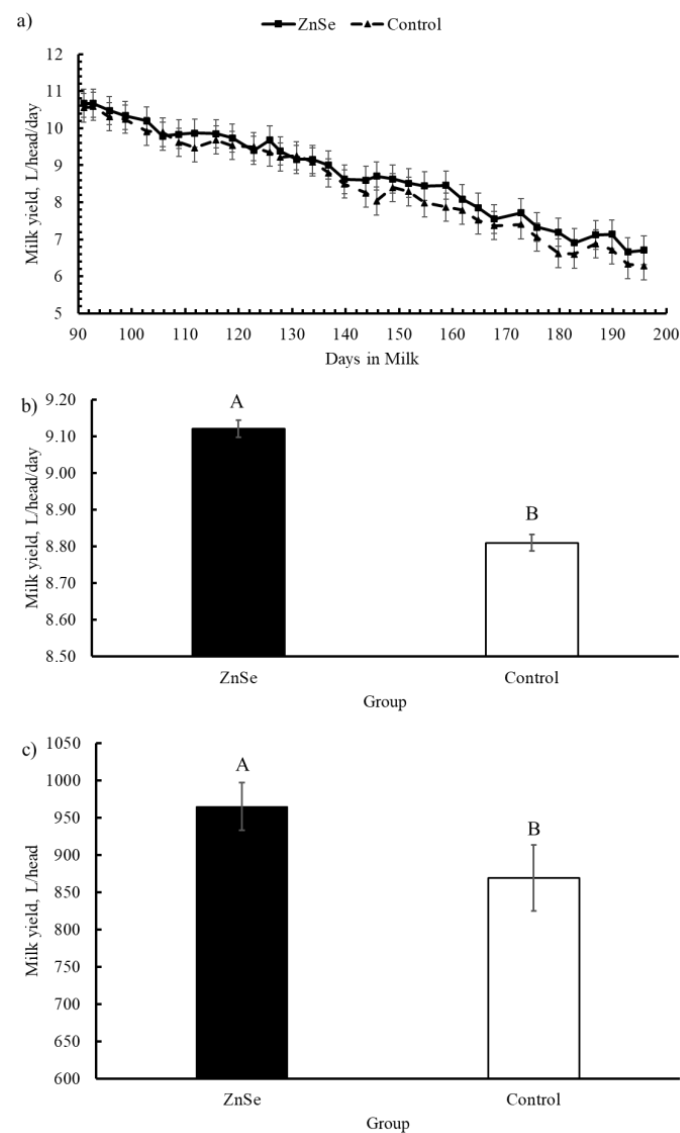 a)
ZnSe Control
12
11
10
9
8
7
6
5
Milk yield, L/head/day
90 100 110 120 130 140 150 160 170 180 190 200
Days in Milk
b)
9.20
9.10
9.00
8.90
8.80
8.70
8.60
8.50
Milk yield, L/head/day
A
B
ZnSe Control
Group
c)
1050
1000
950
900
850
800
750
700
650
600
Milk yield, L/head
A
B
ZnSe Control
Group